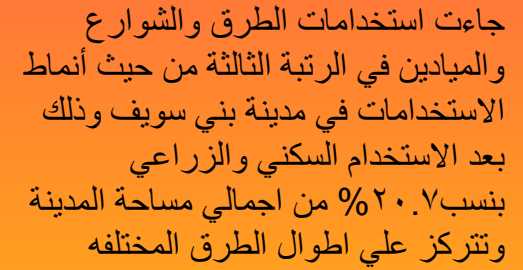 جاءت استخدامات الطرق والشوارع
والميادين في الرتبة الثالثة من حيث أنماط
الاستخدامات في مدينة بني سويف وذلك
بعد الاستخدام السكني والزراعي
بنسب٢٠.٧% من اجمالي مساحة المدينة
وتتركز علي اطوال الطرق المختلفه